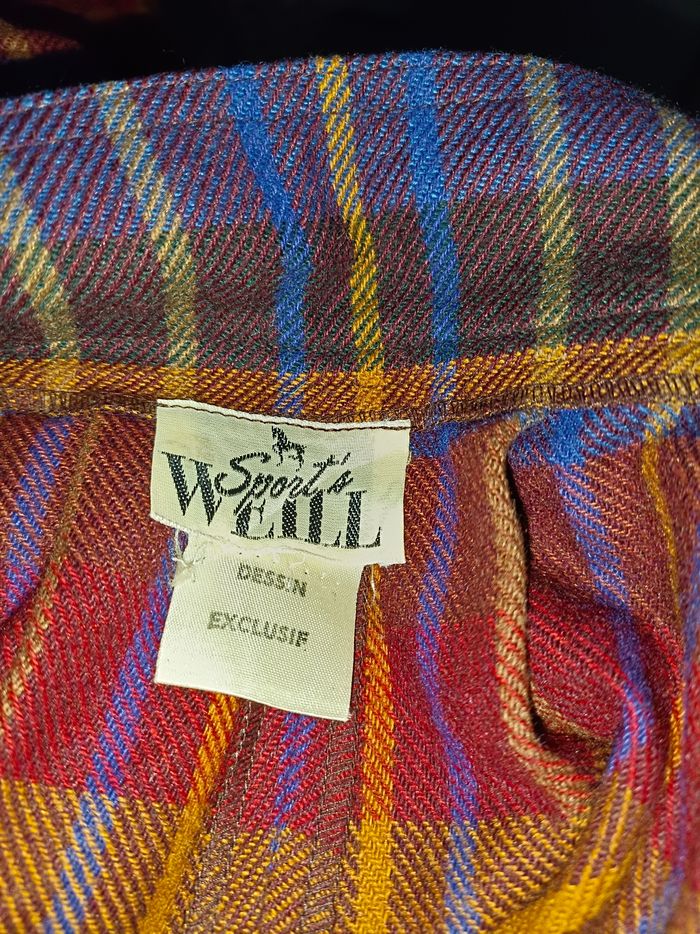 Sport's
WEILL
DESSIN
EXCLUSIF